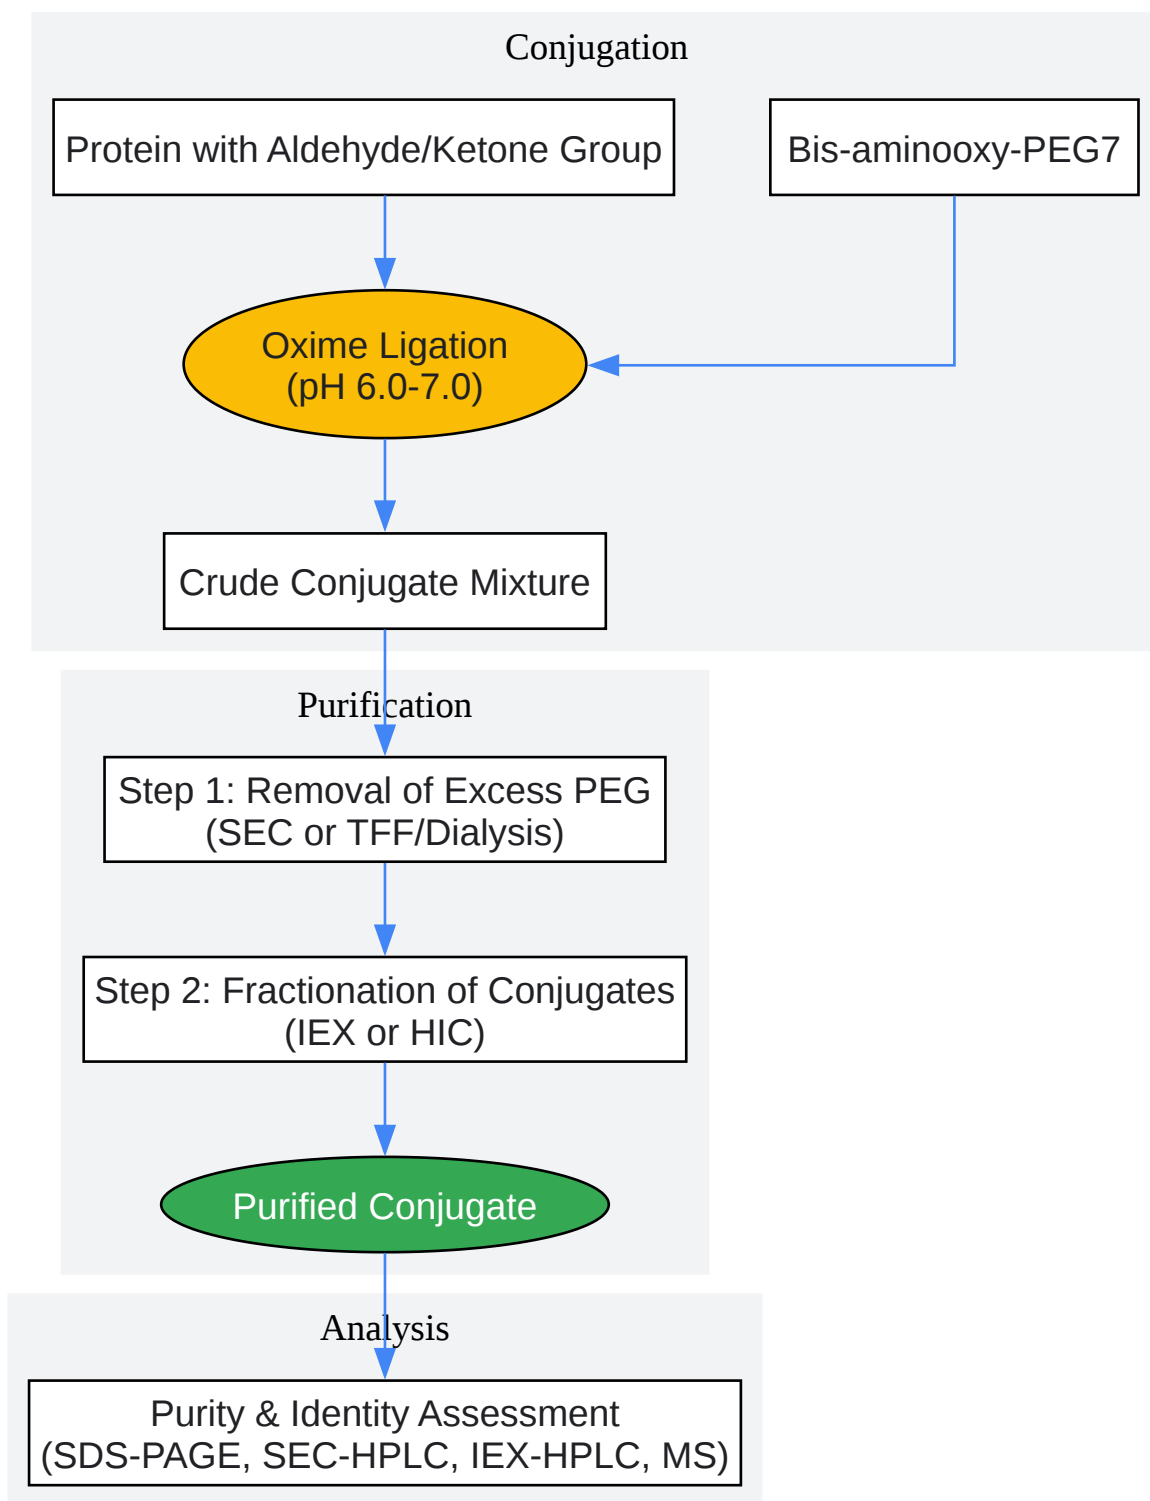 Conjugation
Protein with Aldehyde/Ketone Group
Bis-aminooxy-PEG7
Oxime Ligation
(pH 6.0-7.0)
Crude Conjugate Mixture
Purification
Step 1: Removal of Excess PEG
(SEC or TFF/Dialysis)
Step 2: Fractionation of Conjugates
(IEX or HIC)
Purified Conjugate
Analysis
Purity & Identity Assessment
(SDS-PAGE, SEC-HPLC, IEX-HPLC, MS)